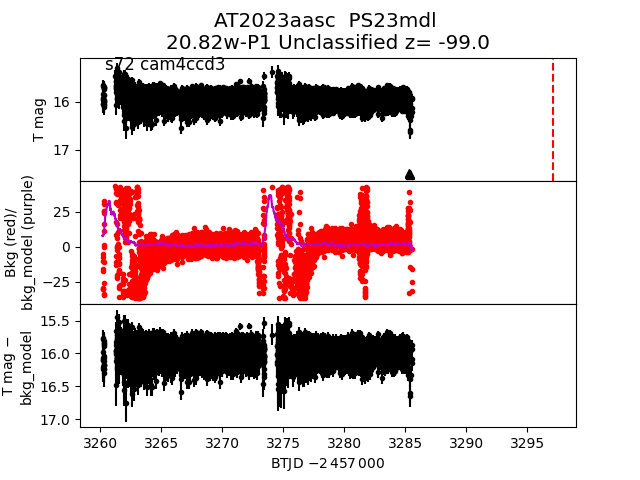 AT2023aasc  PS23mdl
20.82w-P1 Unclassified z= -99.0
s72 cam4ccd3
T mag
16
17
Bkg (red)/
bkg_model (purple)
25
0
−25
T mag −
bkg_model
15.5
16.0
16.5
17.0
3260 3265 3270 3275 3280 3285 3290 3295
BTJD −2 457 000